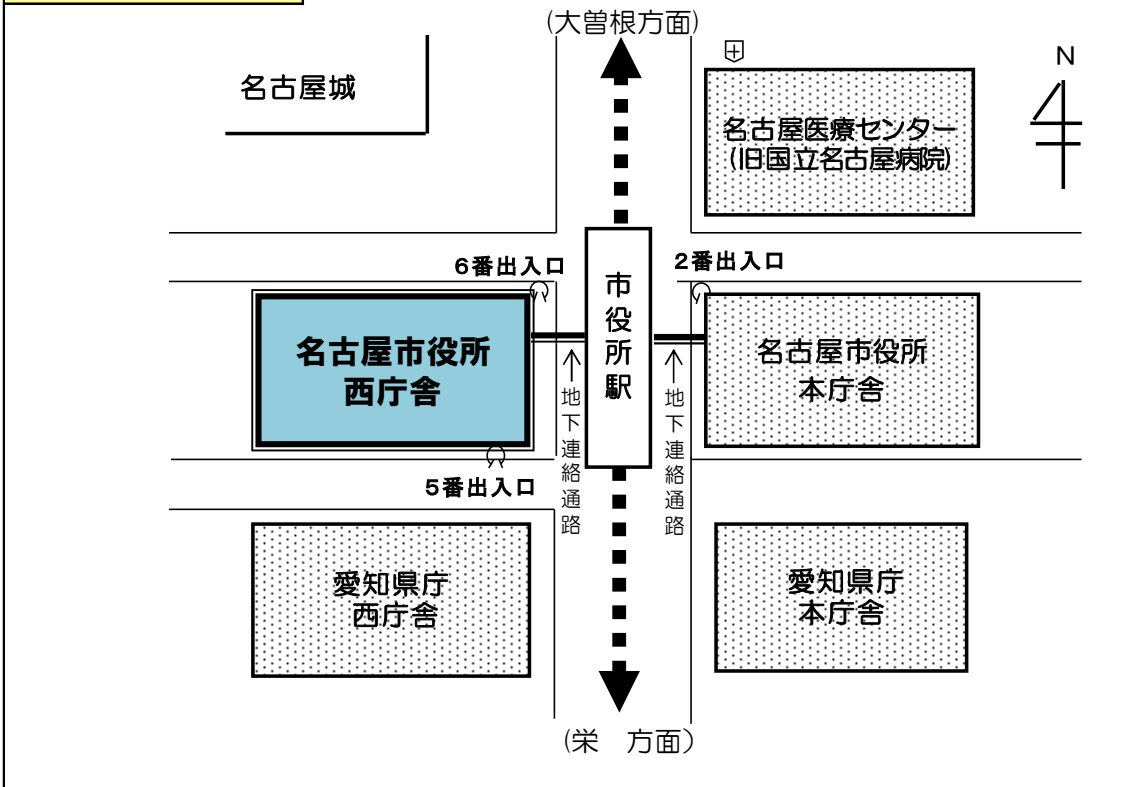 (大曽根方面)
名古屋城
N
名古屋医療センター
(旧国立名古屋病院)
6番出入口
2番出入口
市役所駅
名古屋市役所
西庁舎
名古屋市役所
本庁舎
地下連絡通路
地下連絡通路
5番出入口
愛知県庁
西庁舎
愛知県庁
本庁舎
(栄　方面)